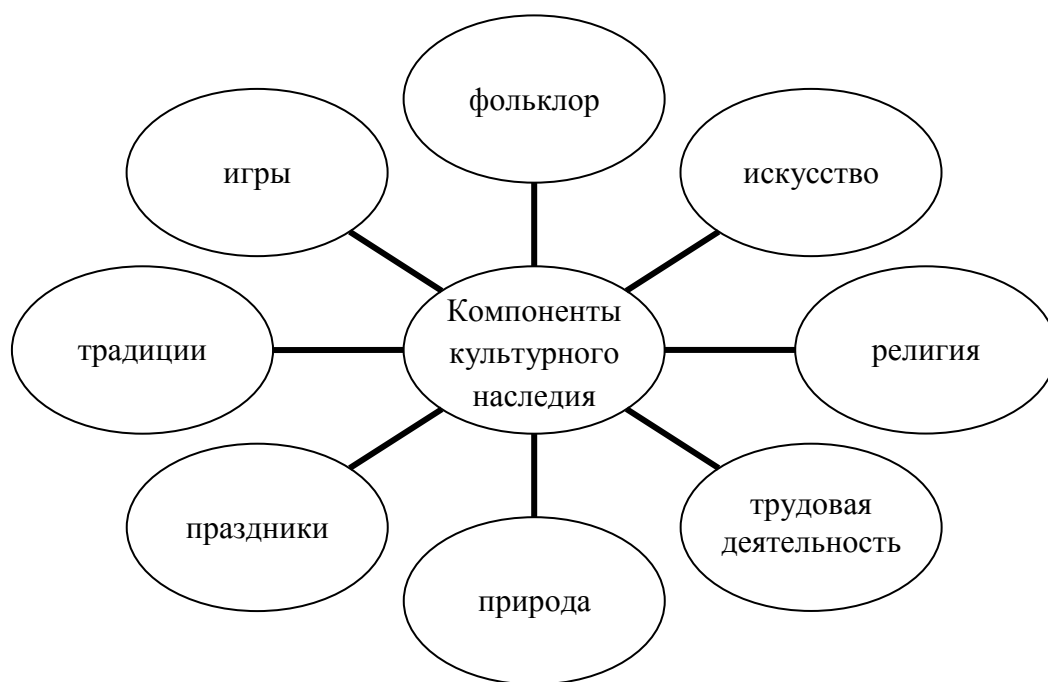 фольклор
игры
искусство
Компоненты
культурного
наследия
традиции
религия
праздники
трудовая
деятельность
природа